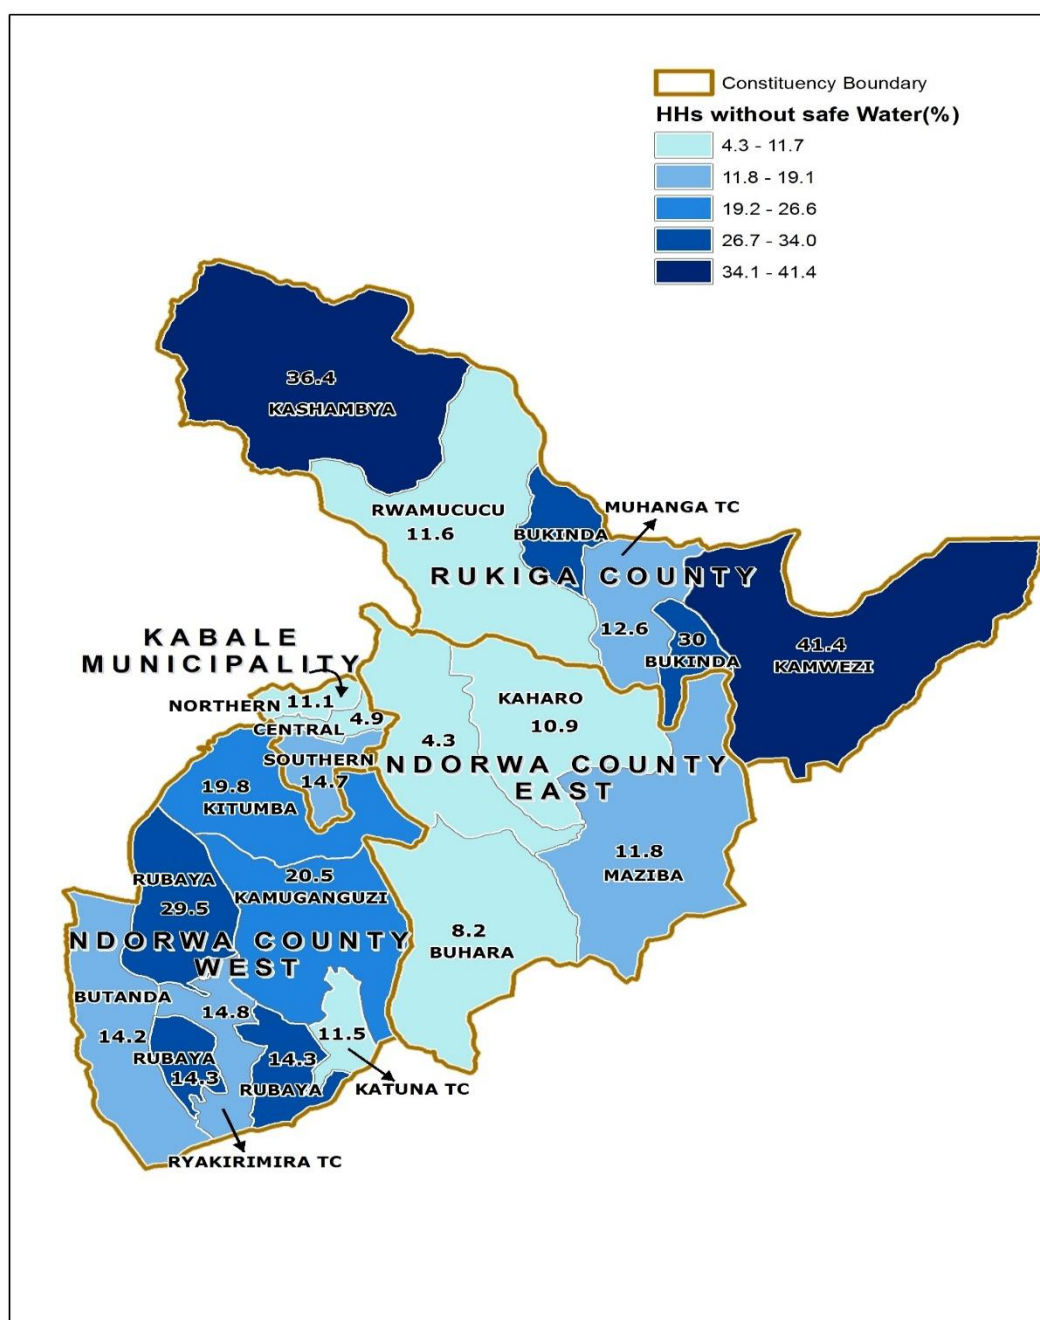 Constituency Boundary
HHs without safe Water(%)
4.3 - 11.7
11.8 - 19.1
19.2 - 26.6
26.7 - 34.0
34.1 - 41.4
36.4
KASHAMBYA
RWAMUCUCU
11.6
BUKINDA
MUHANGA TC
RUKIGA COUNTY
12.6
30
BUKINDA
41.4
KAMWEZI
KABALE
MUNICIPALITY
NORTHERN
11.1
CENTRAL
4.9
SOUTHERN
14.7
KAHARO
10.9
4.3
NDORWA COUNTY
EAST
19.8
KITUMBA
11.8
MAZIBA
20.5
KAMUGANGUZI
RUBAYA
29.5
8.2
BUHARA
NDORWA COUNTY
WEST
BUTANDA
14.2
14.8
RUBAYA
14.3
14.3
RUBAYA
11.5
KATUNA TC
RYAKIRIMIRA TC